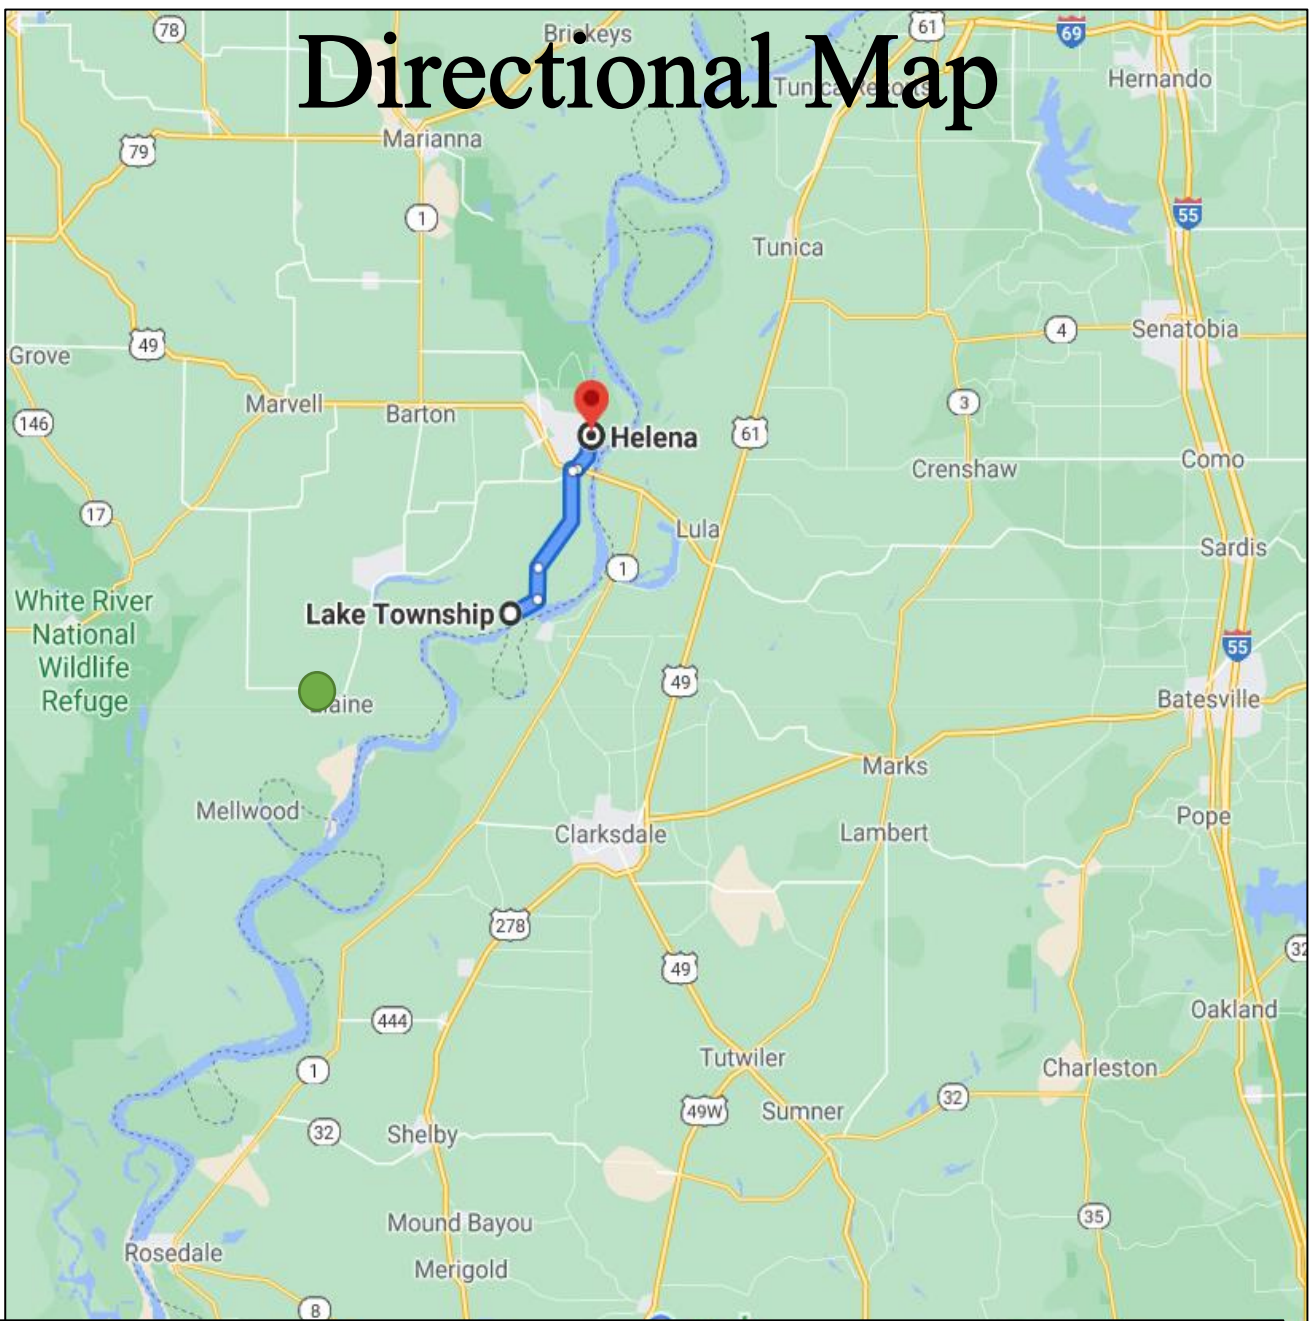 Directional Map
78
Brickeys
61
69
Tunica Resorts
Hernando
79
Marianna
1
55
Tunica
49
Grove
4
Senatobia
Marvell
Barton
3
146
Helena
61
Crenshaw
Como
17
Lula
Sardis
1
White River
National
Wildlife
Refuge
Lake Township
55
49
Batesville
Marks
Mellwood
Clarksdale
Lambert
Pope
278
49
32
444
Oakland
1
Tutwiler
Charleston
32
49W
Sumner
32
Shelby
35
Mound Bayou
Rosedale
Merigold
8